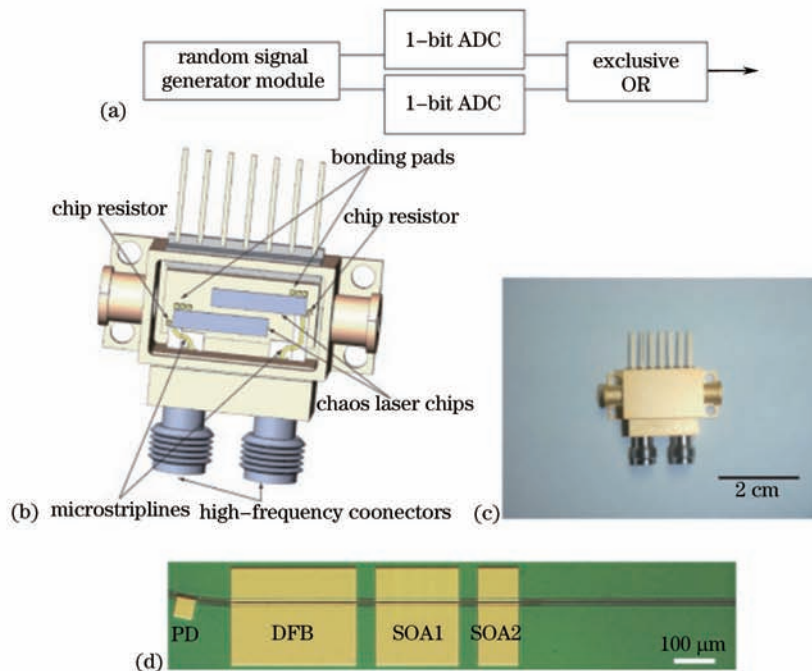 random signal
generator module
1-bit ADC
1-bit ADC
exclusive
OR
(a)
bonding pads
chip resistor
chip resistor
chaos laser chips
(b)
microstriplines
high-frequency coonectors
(c)
2 cm
PD
DFB
SOA1
SOA2
100 μm
(d)